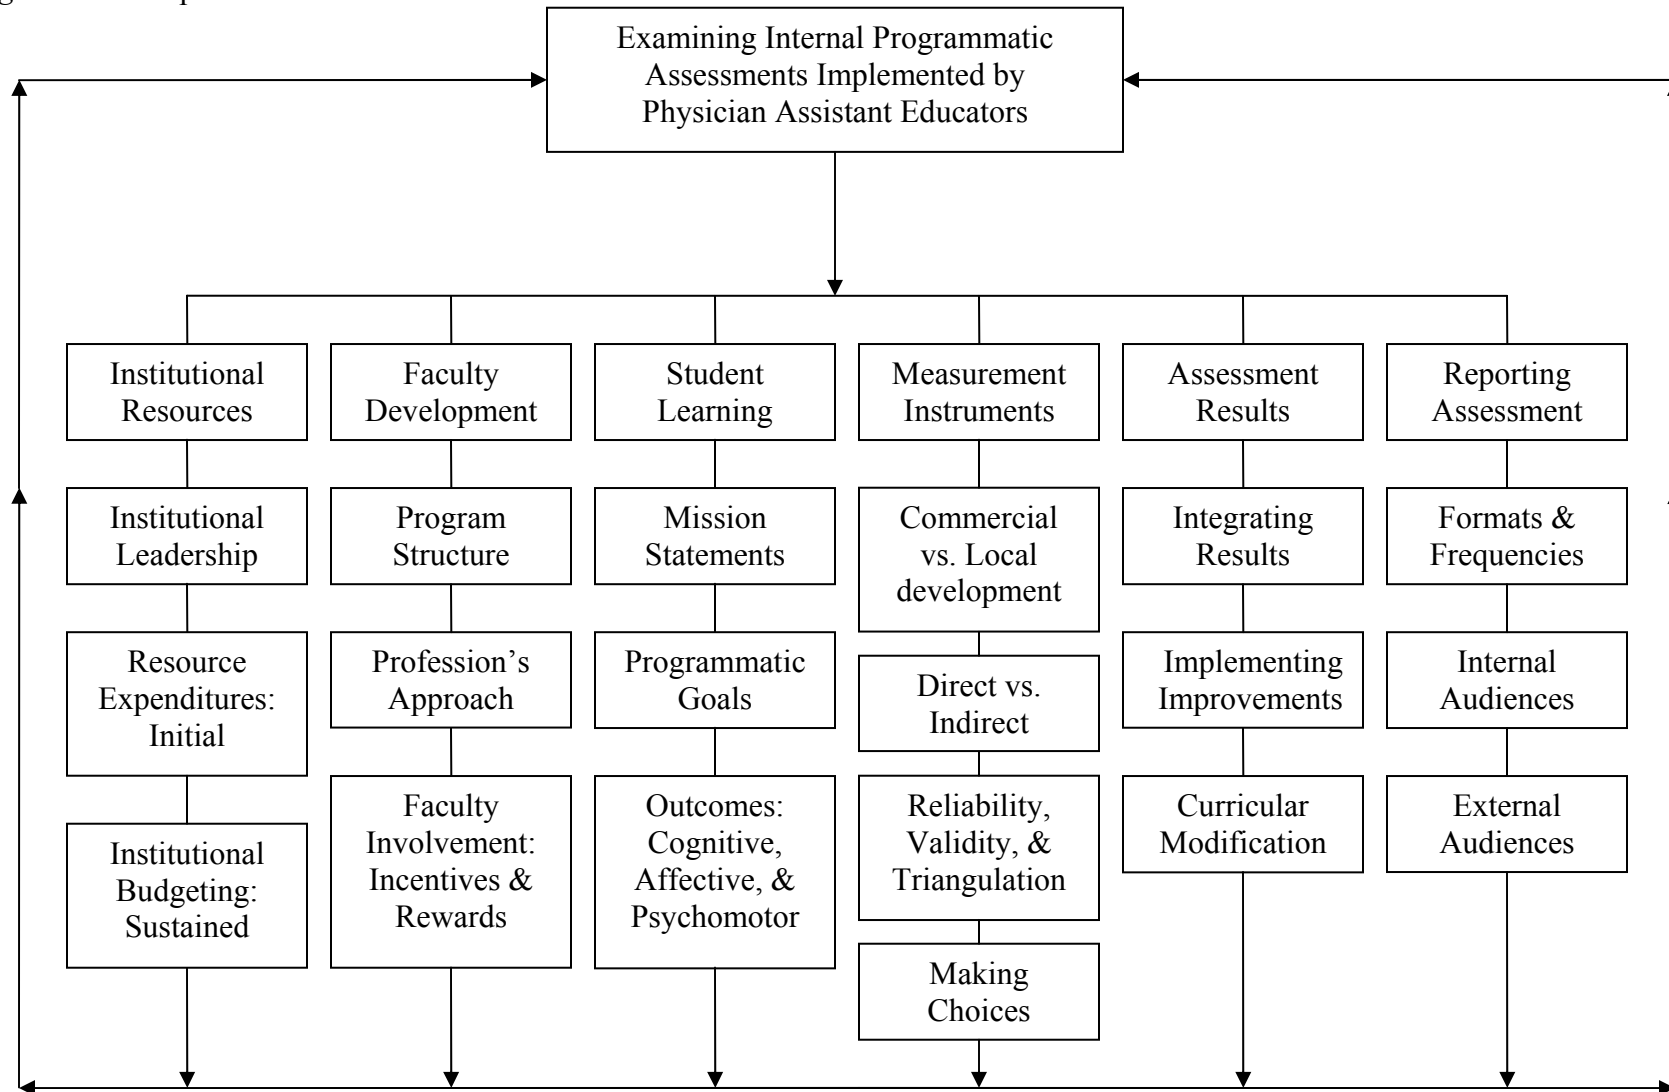 Examining Internal Programmatic
Assessments Implemented by
Physician Assistant Educators
Institutional
Resources
Institutional
Leadership
Resource
Expenditures:
Initial
Institutional
Budgeting:
Sustained
Faculty
Development
Program
Structure
Profession’s
Approach
Faculty
Involvement:
Incentives &
Rewards
Student
Learning
Mission
Statements
Programmatic
Goals
Outcomes:
Cognitive,
Affective, &
Psychomotor
Measurement
Instruments
Commercial
vs. Local
development
Direct vs.
Indirect
Reliability,
Validity, &
Triangulation
Making
Choices
Assessment
Results
Integrating
Results
Implementing
Improvements
Curricular
Modification
Reporting
Assessment
Formats &
Frequencies
Internal
Audiences
External
Audiences